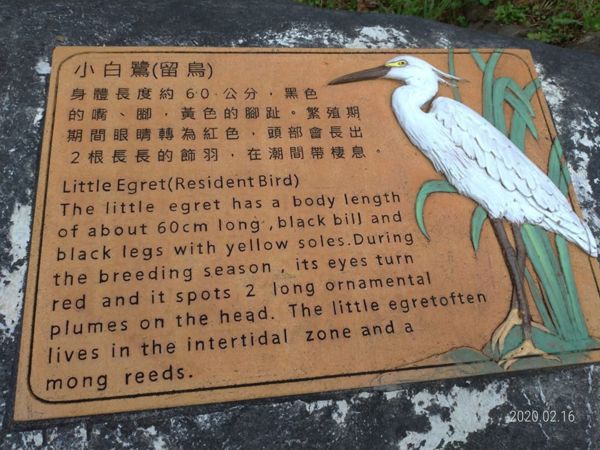 小白鷺(留鳥)
身體長度約60公分，黑色
的嘴、腳，黃色的腳趾。繁殖期
期間眼睛轉為紅色，頭部會長出
2根長長的飾羽，在潮間帶棲息。
Little Egret(Resident Bird)
The little egret has a body length
of about 60cm long ,black bill and
black legs with yellow soles.During
the breeding season , its eyes turn
red and it spots 2 long ornamental
plumes on the head. The little egretoften
lives in the intertidal zone and a
mong reeds.
2020.02.16